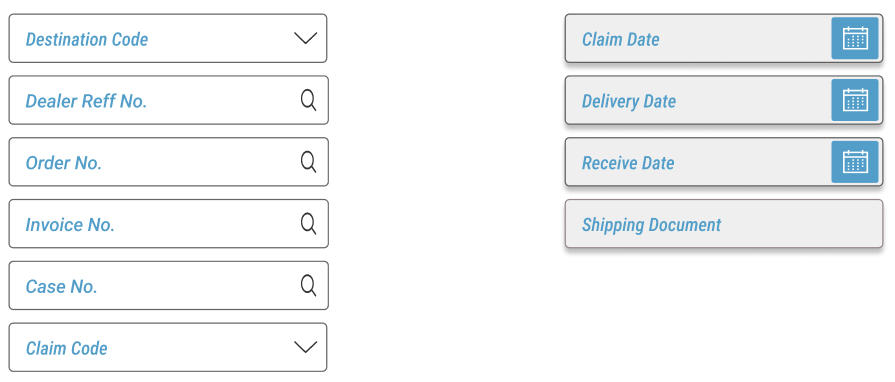 Destination Code
Dealer Reff No.
Order No.
Invoice No.
Case No.
Claim Code
Claim Date
Delivery Date
Receive Date
Shipping Document